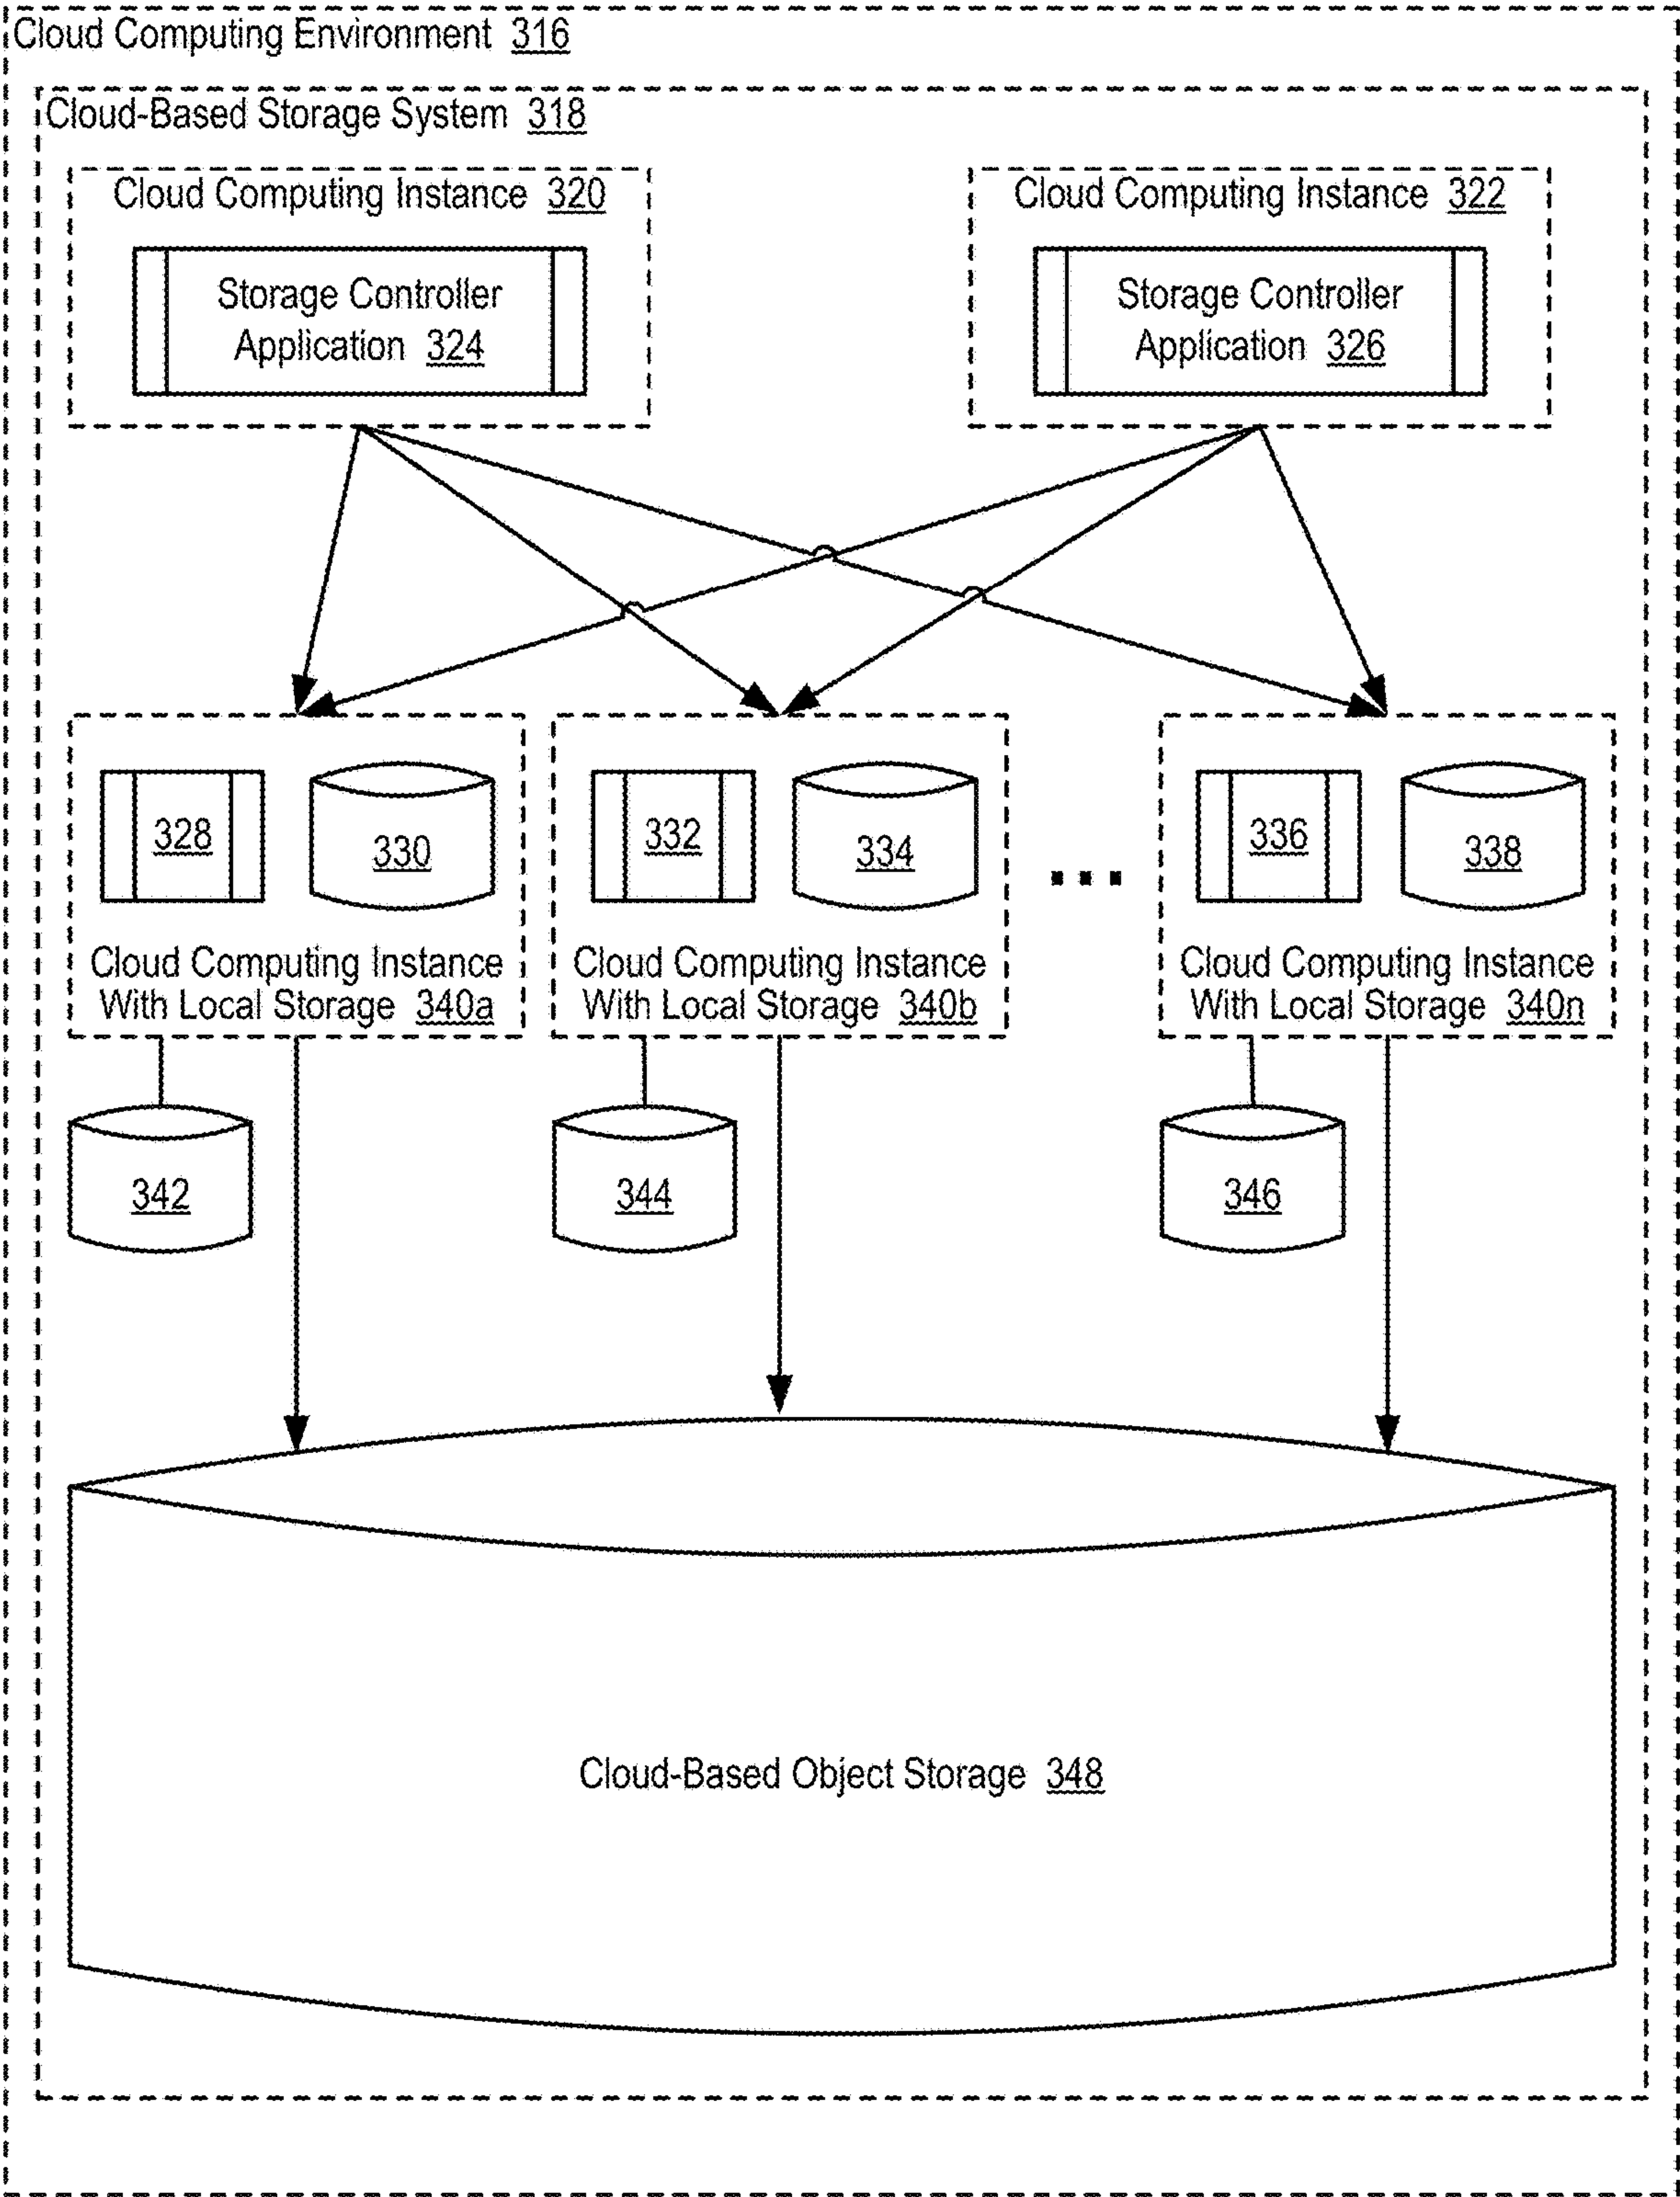 Cloud Computing Environment 316
Cloud-Based Storage System 318
Cloud Computing Instance 320
Storage Controller
Application 324
Cloud Computing Instance 322
Storage Controller
Application 326
328
330
Cloud Computing Instance
With Local Storage 340a
332
334
Cloud Computing Instance
With Local Storage 340b
...
336
338
Cloud Computing Instance
With Local Storage 340n
342
344
346
Cloud-Based Object Storage 348